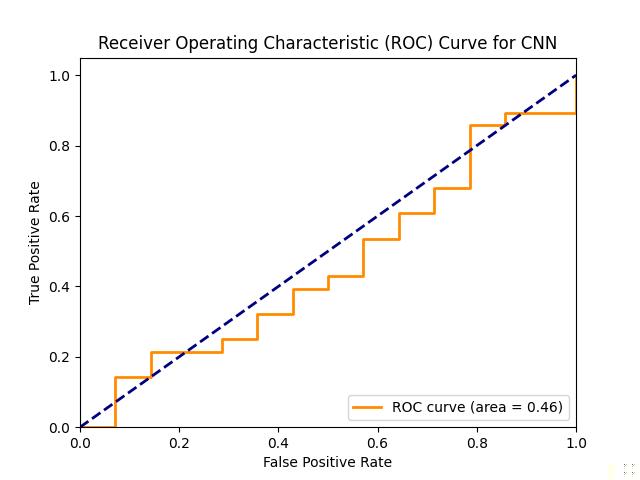 Receiver Operating Characteristic (ROC) Curve for CNN
True Positive Rate
1.0
0.8
0.6
0.4
0.2
0.0
ROC curve (area = 0.46)
0.0 0.2 0.4 0.6 0.8 1.0
False Positive Rate